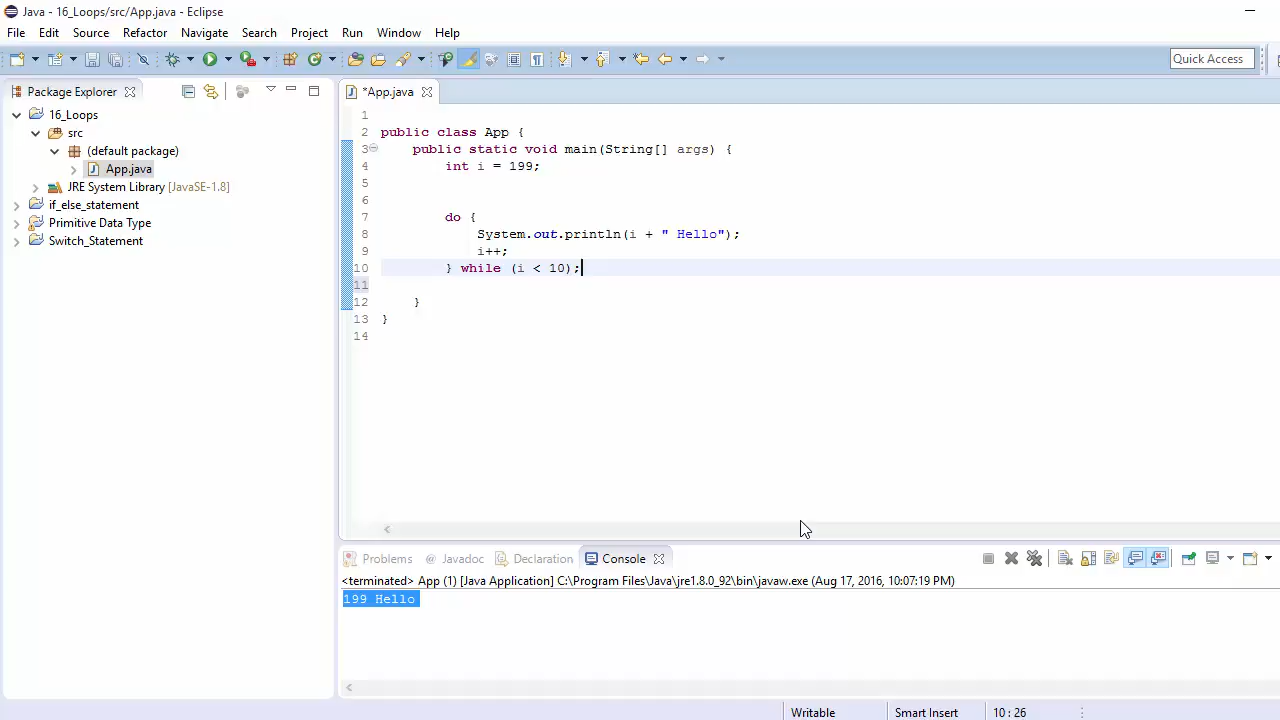 Java - 16_Loops/src/App.java - Eclipse
File Edit Source Refactor Navigate Search Project Run Window Help
Quick Access
Package Explorer
16_Loops
src
(default package)
App.java
JRE System Library [JavaSE-1.8]
if_else_statement
Primitive Data Type
Switch_Statement
*App.java
1
2 public class App {
3 public static void main(String[] args) {
4 int i = 199;
5
6
7 do {
8 System.out.println(i + " Hello");
9 i++;
10 } while (i < 10);
11
12 }
13 }
14
Problems @ Javadoc Declaration Console
<terminated> App (1) [Java Application] C:\Program Files\Java\jre1.8.0_92\bin\javaw.exe (Aug 17, 2016, 10:07:19 PM)
199 Hello
Writable Smart Insert 10 : 26